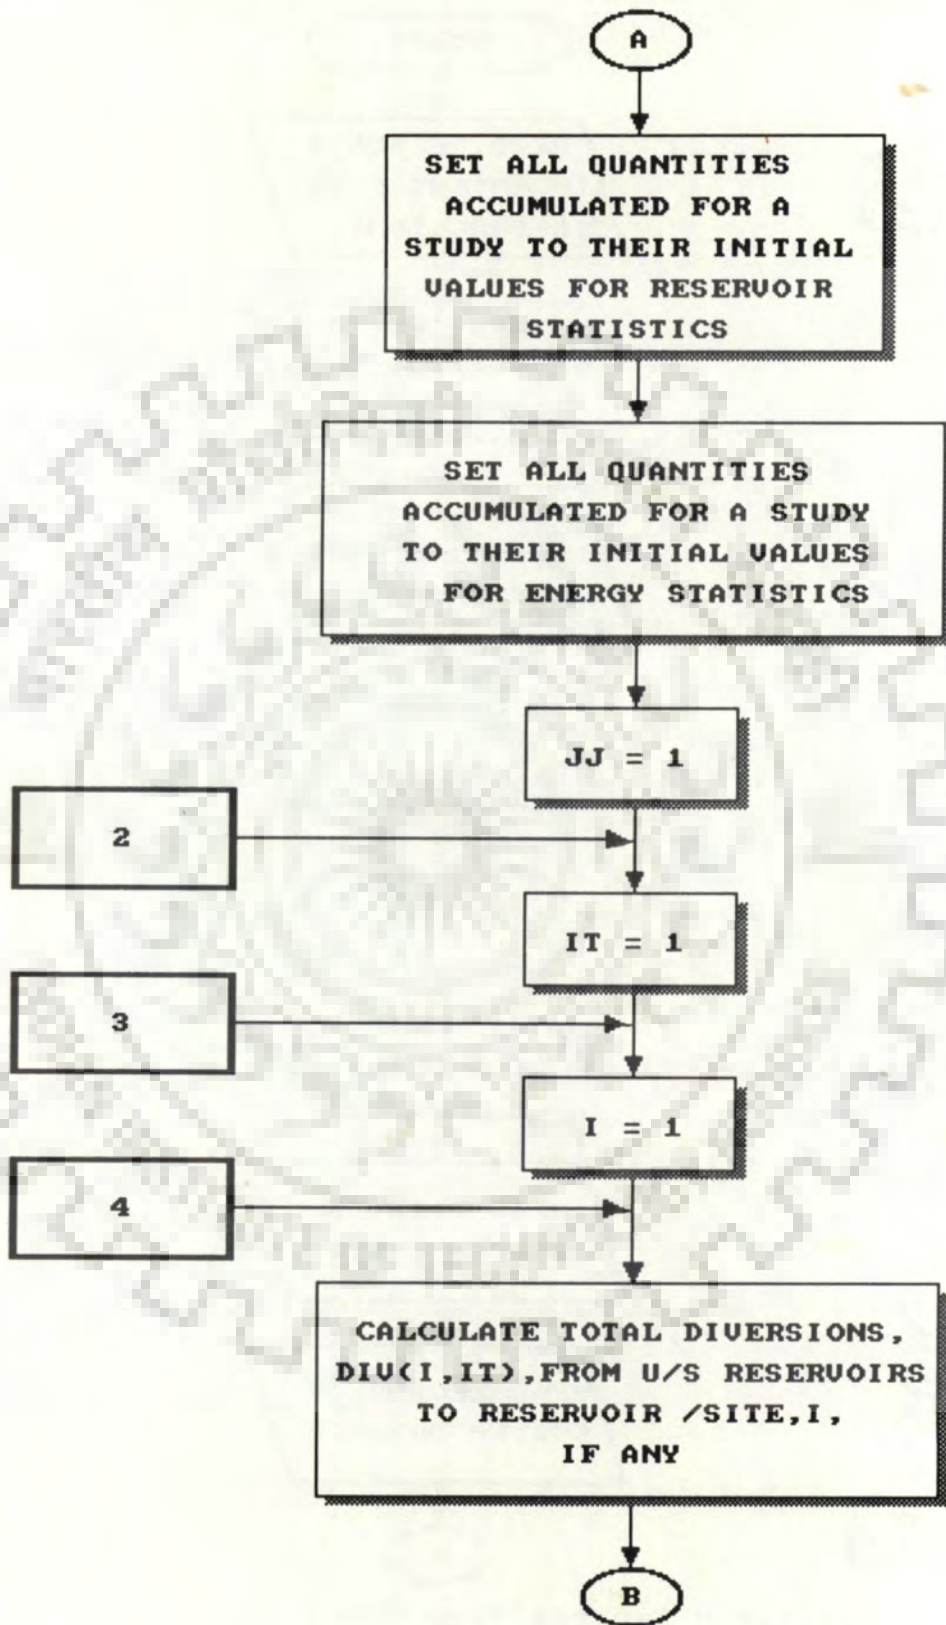 A
SET ALL QUANTITIES
ACCUMULATED FOR A
STUDY TO THEIR INITIAL
VALUES FOR RESERVOIR
STATISTICS
SET ALL QUANTITIES
ACCUMULATED FOR A STUDY
TO THEIR INITIAL VALUES
FOR ENERGY STATISTICS
JJ = 1
2
IT = 1
3
I = 1
4
CALCULATE TOTAL DIVERSIONS,
DIV(I,IT),FROM U/S RESERVOIRS
TO RESERVOIR /SITE,I,
IF ANY
B